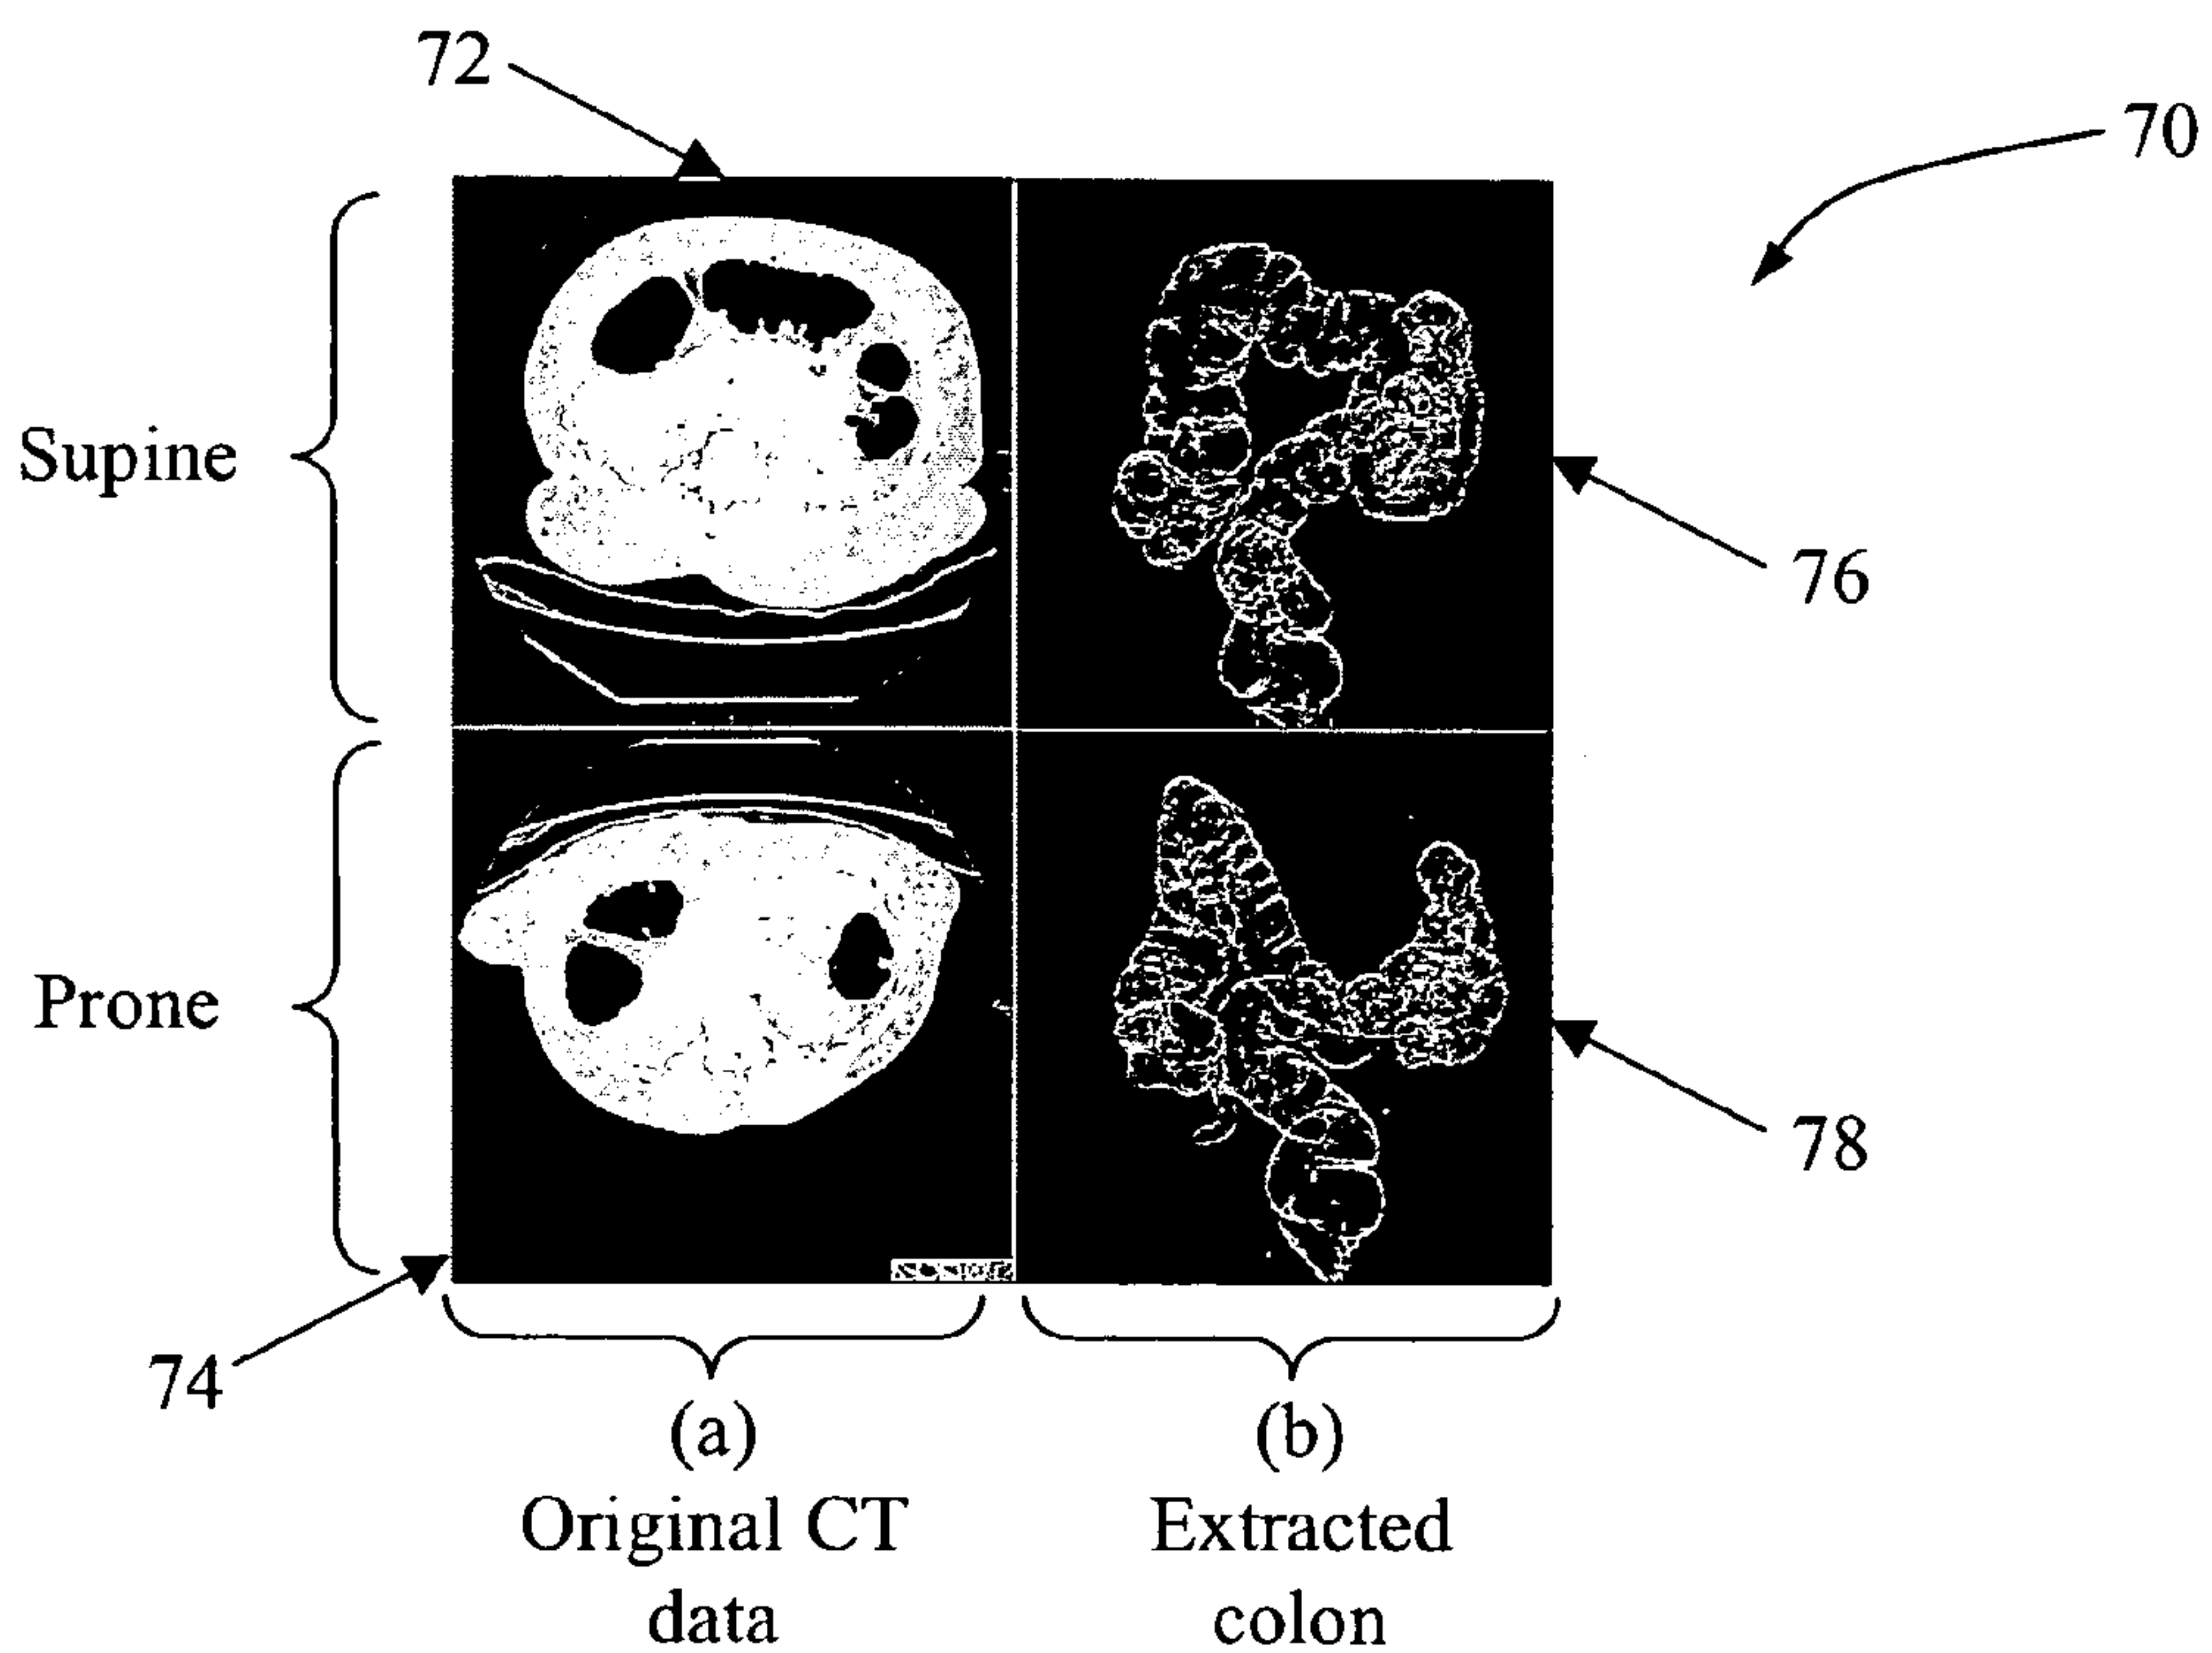 72
70
Supine
76
Prone
78
74
(a)
(b)
Original CT
data
Extracted
colon